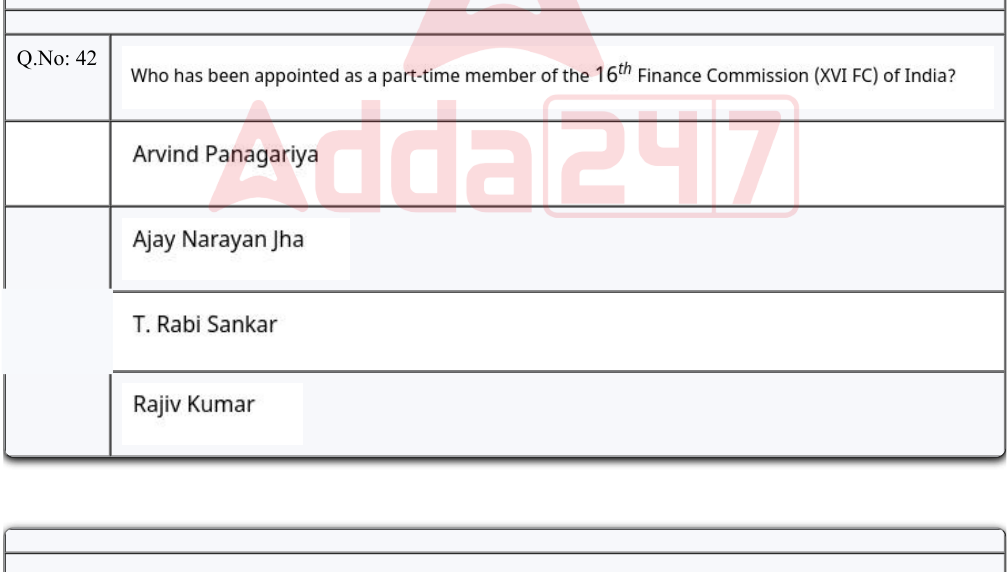 Q.No: 42
Who has been appointed as a part-time member of the 16th Finance Commission (XVI FC) of India?
Adda247
Arvind Panagariya
Ajay Narayan Jha
T. Rabi Sankar
Rajiv Kumar